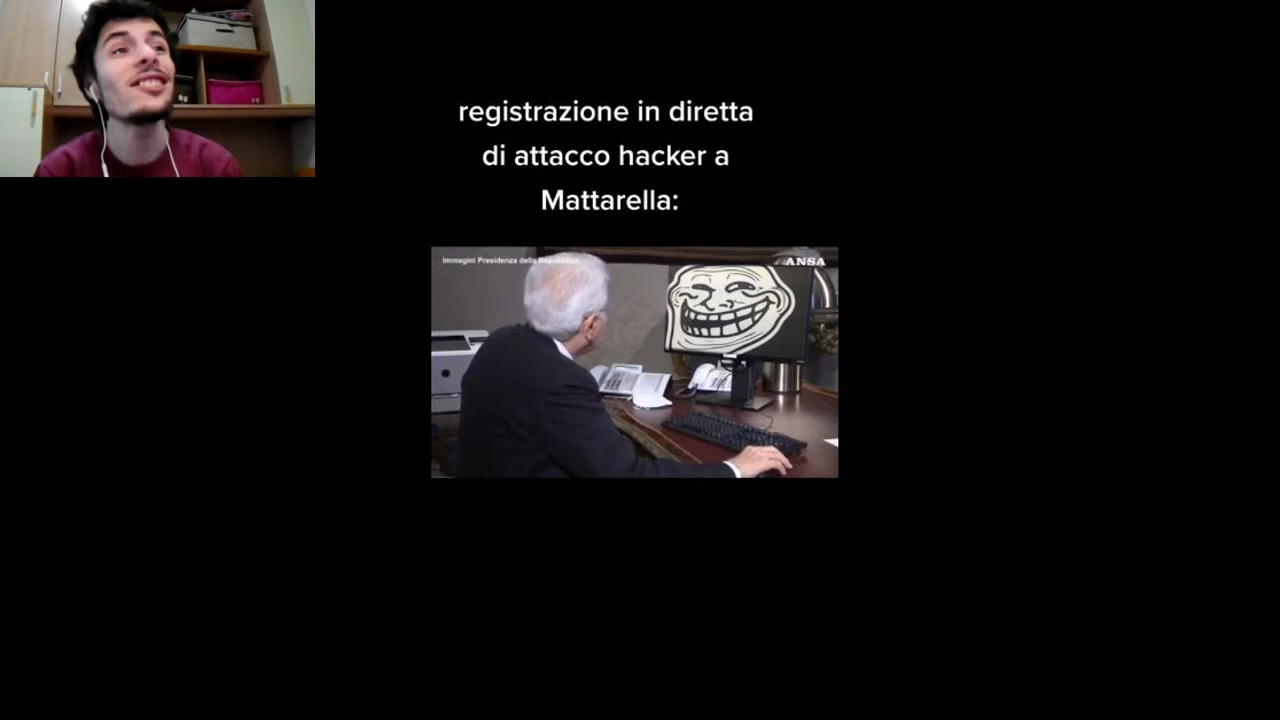 registrazione in diretta
di attacco hacker a
Mattarella:
Immagini Presidenza della Repubblica
ANSA